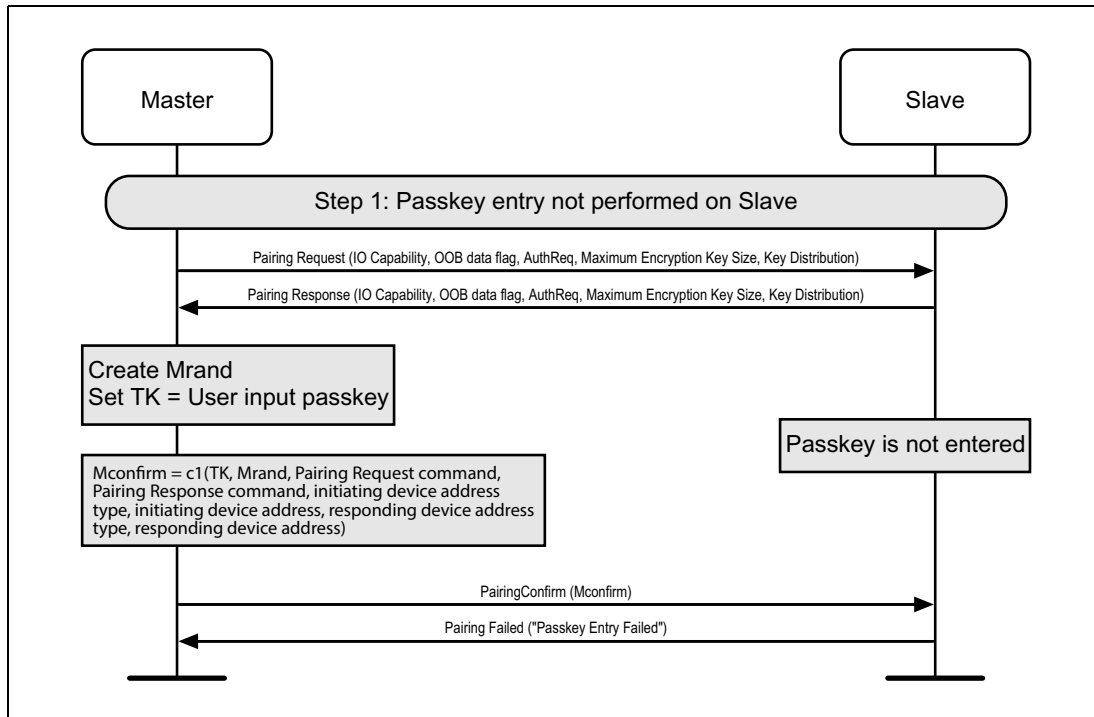 Master
Slave
Step 1: Passkey entry not performed on Slave
Pairing Request (IO Capability, OOB data flag, AuthReq, Maximum Encryption Key Size, Key Distribution)
Pairing Response (IO Capability, OOB data flag, AuthReq, Maximum Encryption Key Size, Key Distribution)
Create Mrand
Set TK = User input passkey
Passkey is not entered
Mconfirm = c1(TK, Mrand, Pairing Request command,
Pairing Response command, initiating device address
type, initiating device address, responding device address
type, responding device address)
PairingConfirm (Mconfirm)
Pairing Failed ("Passkey Entry Failed")